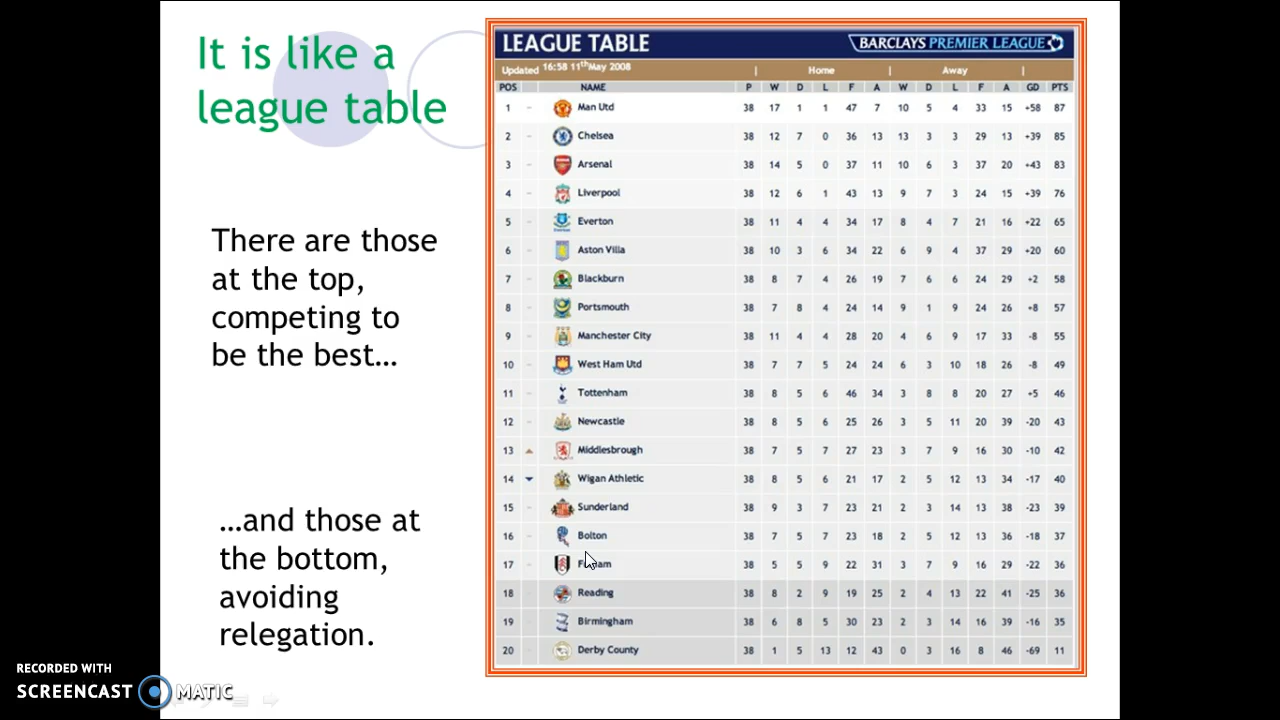 It is like a
league table
There are those
at the top,
competing to
be the best…
…and those at
the bottom,
avoiding
relegation.
LEAGUE TABLE BARCLAYS PREMIER LEAGUE
Updated 16:58 11thMay 2008 | Home | Away |
POS NAME P W D L F A W D L F A GD PTS
1 - Man Utd 38 17 1 1 47 7 10 5 4 33 15 +58 87
2 - Chelsea 38 12 7 0 36 13 13 3 3 29 13 +39 85
3 - Arsenal 38 14 5 0 37 11 10 6 3 37 20 +43 83
4 - Liverpool 38 12 6 1 43 13 9 7 3 24 15 +39 76
5 - Everton 38 11 4 4 34 17 8 4 7 21 16 +22 65
6 - Aston Villa 38 10 3 6 34 22 6 9 4 37 29 +20 60
7 - Blackburn 38 8 7 4 26 19 7 6 6 24 29 +2 58
8 - Portsmouth 38 7 8 4 24 14 9 1 9 24 26 +8 57
9 - Manchester City 38 11 4 4 28 20 4 6 9 17 33 -8 55
10 - West Ham Utd 38 7 7 5 24 24 6 3 10 18 26 -8 49
11 - Tottenham 38 8 5 6 46 34 3 8 8 20 27 +5 46
12 - Newcastle 38 8 5 6 25 26 3 5 11 20 39 -20 43
13 Middlesbrough 38 7 5 7 27 23 3 7 9 16 30 -10 42
14 Wigan Athletic 38 8 5 6 21 17 2 5 12 13 34 -17 40
15 - Sunderland 38 9 3 7 23 21 2 3 14 13 38 -23 39
16 - Bolton 38 7 5 7 23 18 2 5 12 13 36 -18 37
17 - 38 5 5 9 22 31 3 7 9 16 29 -22 36
18 - Reading 38 8 2 9 19 25 2 4 13 22 41 -25 36
19 - Birmingham 38 6 8 5 30 23 2 3 14 16 39 -16 35
20 - Derby County 38 1 5 13 12 43 0 3 16 8 46 -69 11
RECORDED WITH
SCREENCAST MATIC